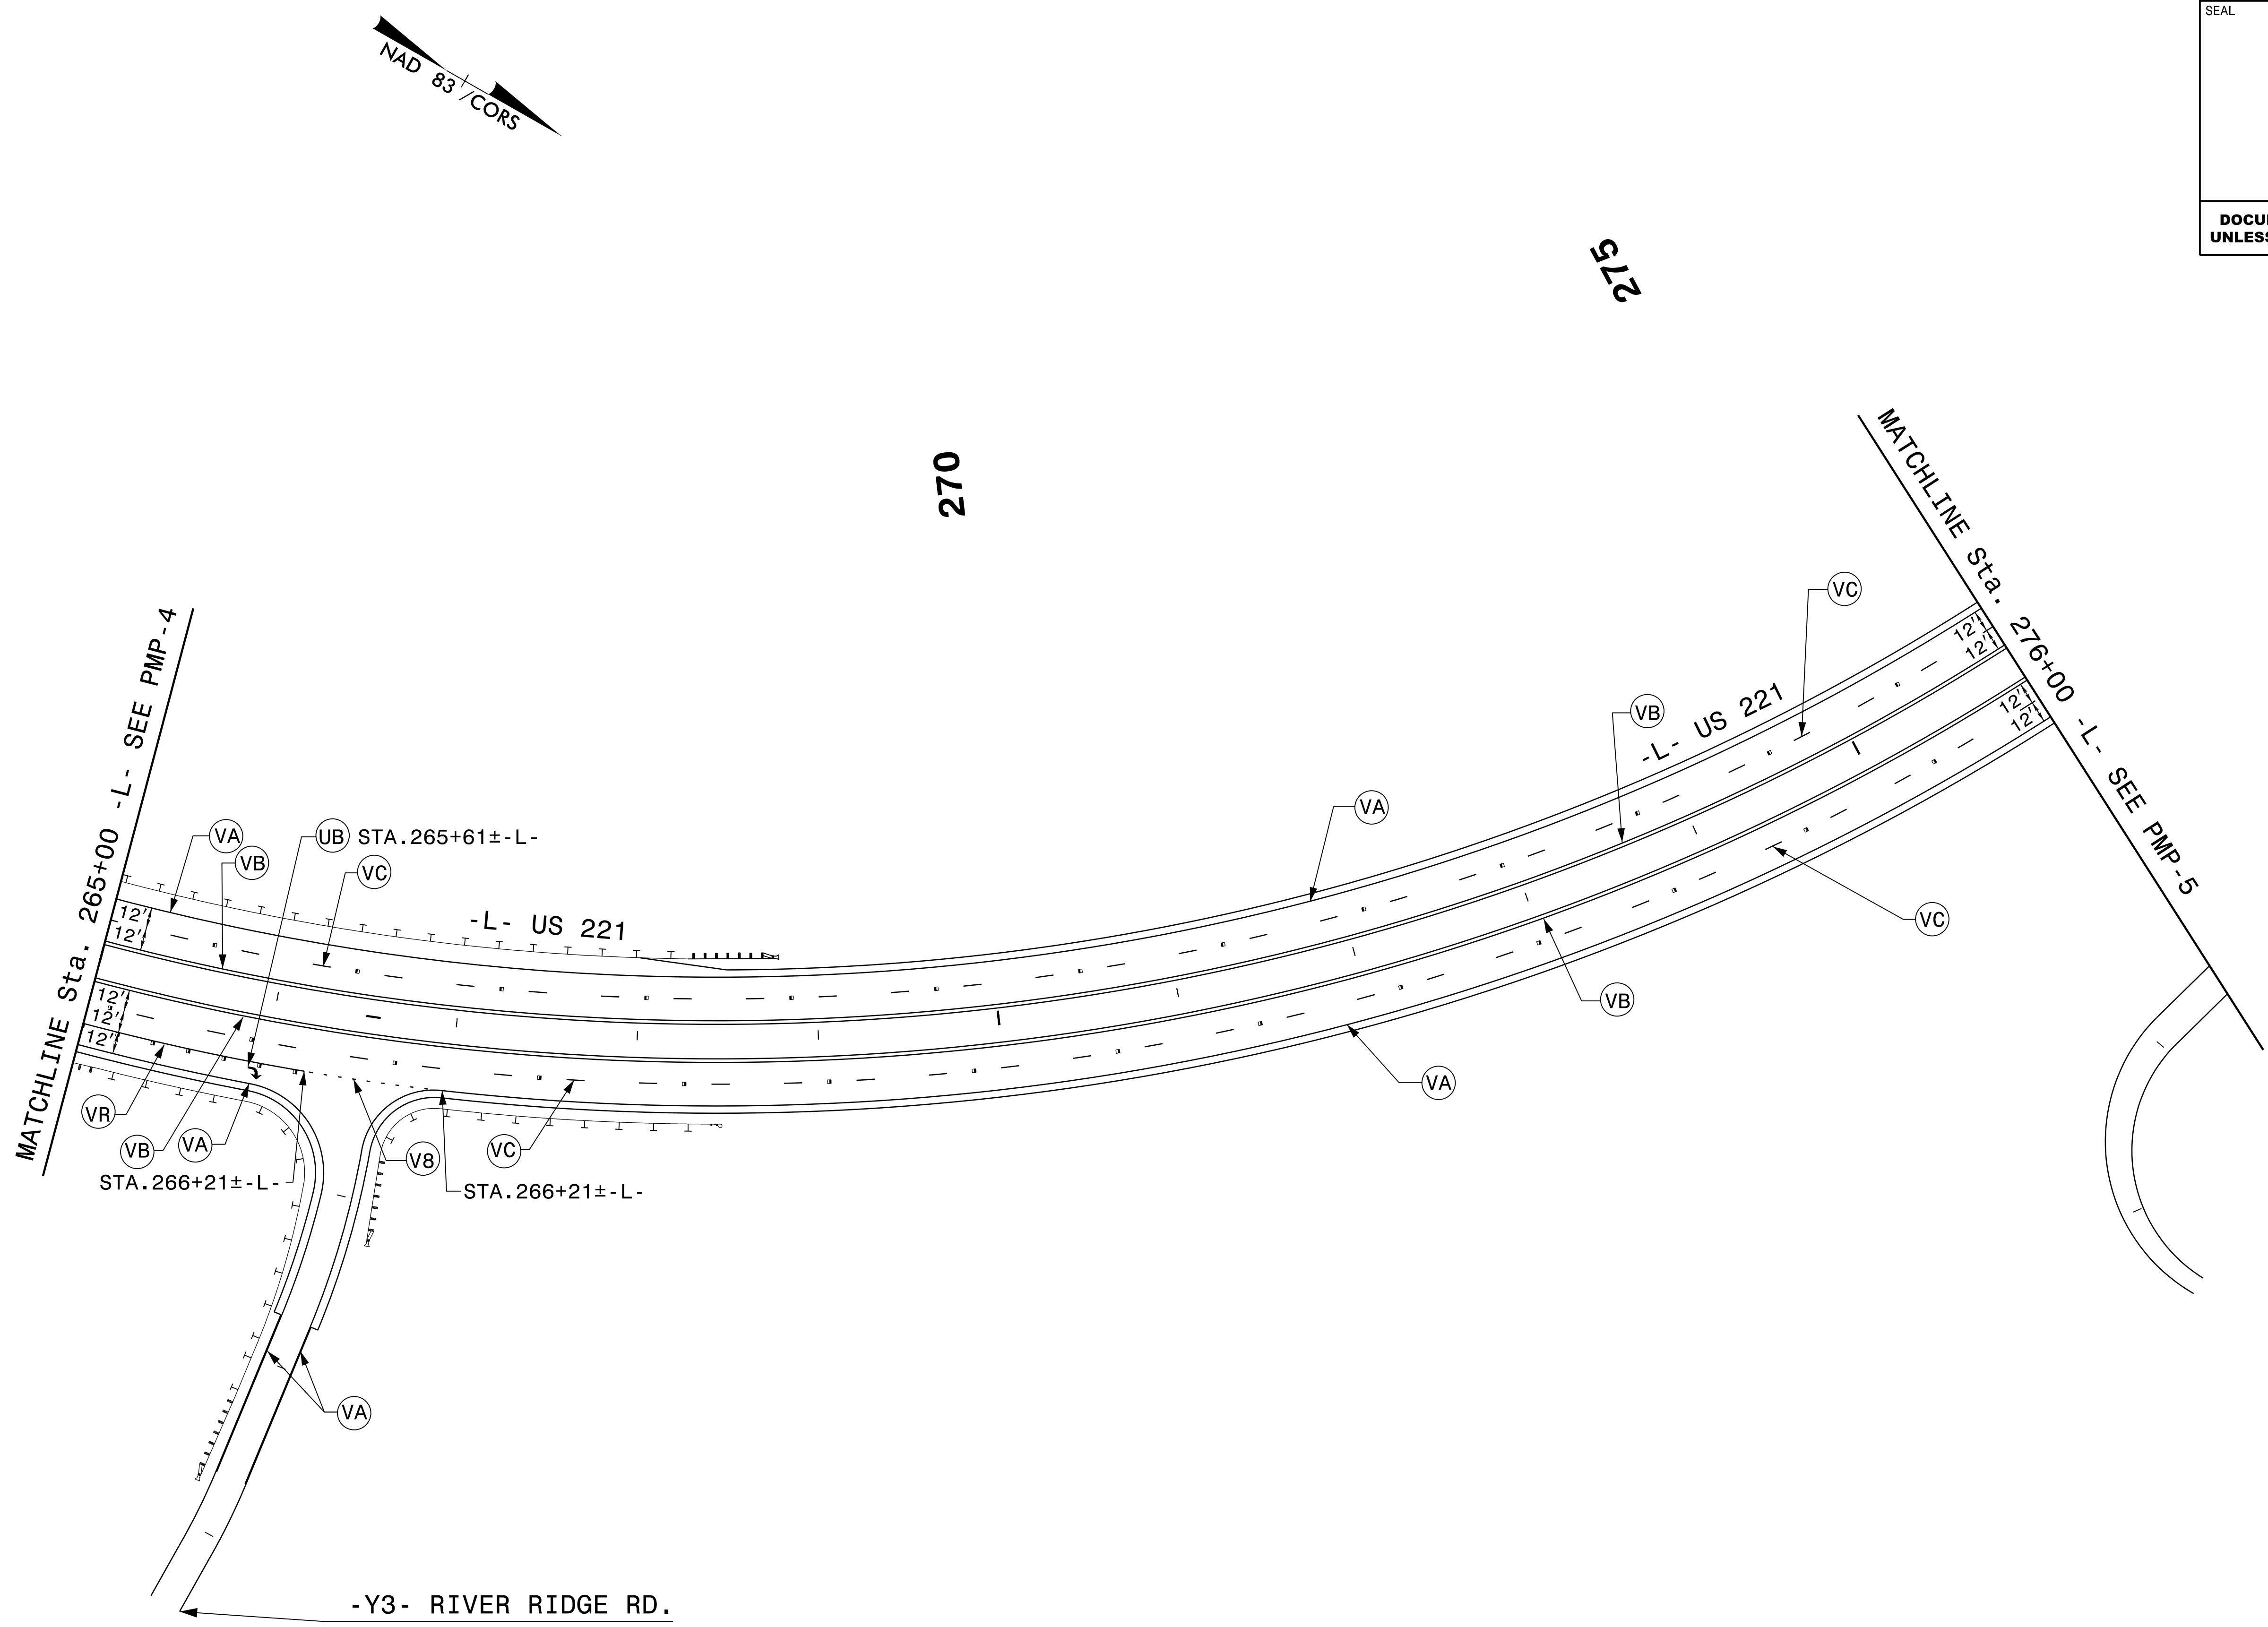 SEAL
DOCU
UNLESS
NAD 83/CORS
275
270
MATCHLINE Sta. 276+00 -L- SEE PMP-5
MATCHLINE Sta. 265+00 -L- SEE PMP-4
VC
12'
12'
12'
12'
VB
-L- US 221
VA
VA
UB STA.265+61±-L-
VB
VC
-L- US 221
12'
12'
12'
12'
12'
VC
VB
VA
VR
VB
VA
V8
VC
STA.266+21±-L-
STA.266+21±-L-
VA
-Y3- RIVER RIDGE RD.